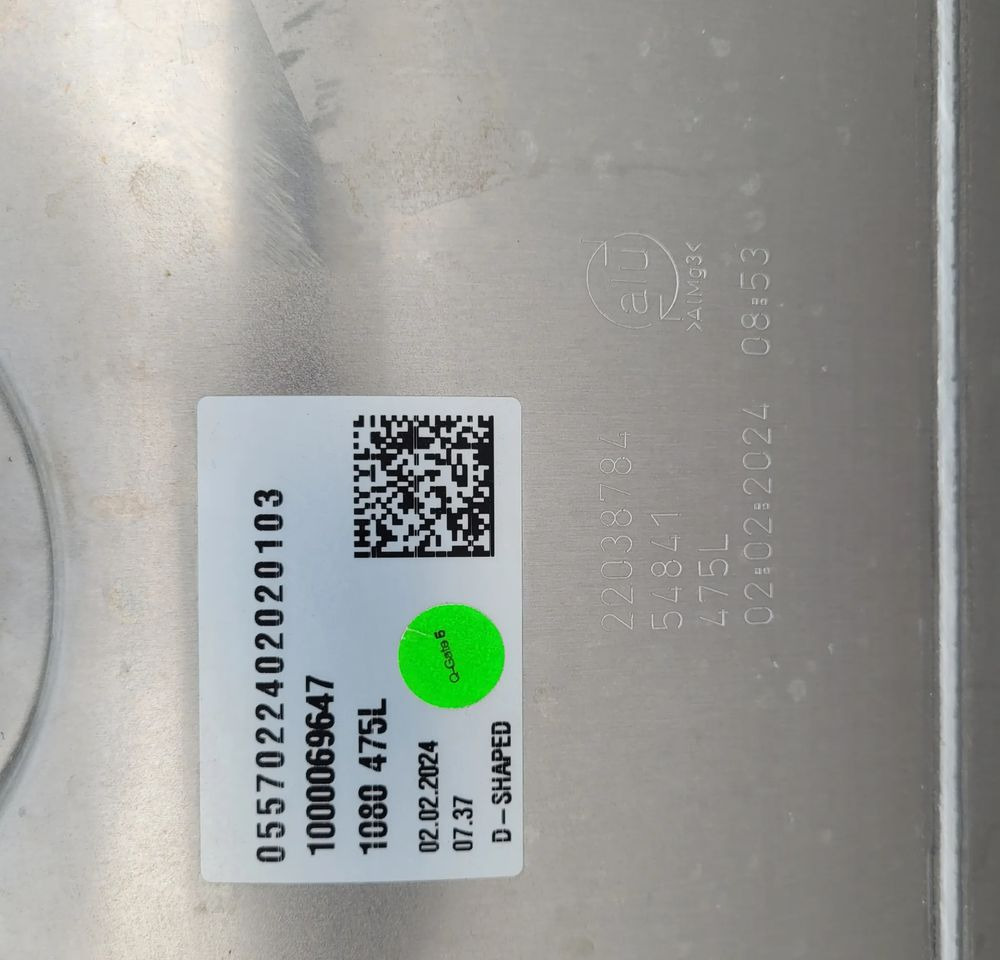 0557022402020103
1000069647
1080 475L
02.02.2024
07.37
D-SHAPED
Q-Gate 5
alu
>AlMg3<
22038784
54841
475L
02.02.2024 08:53